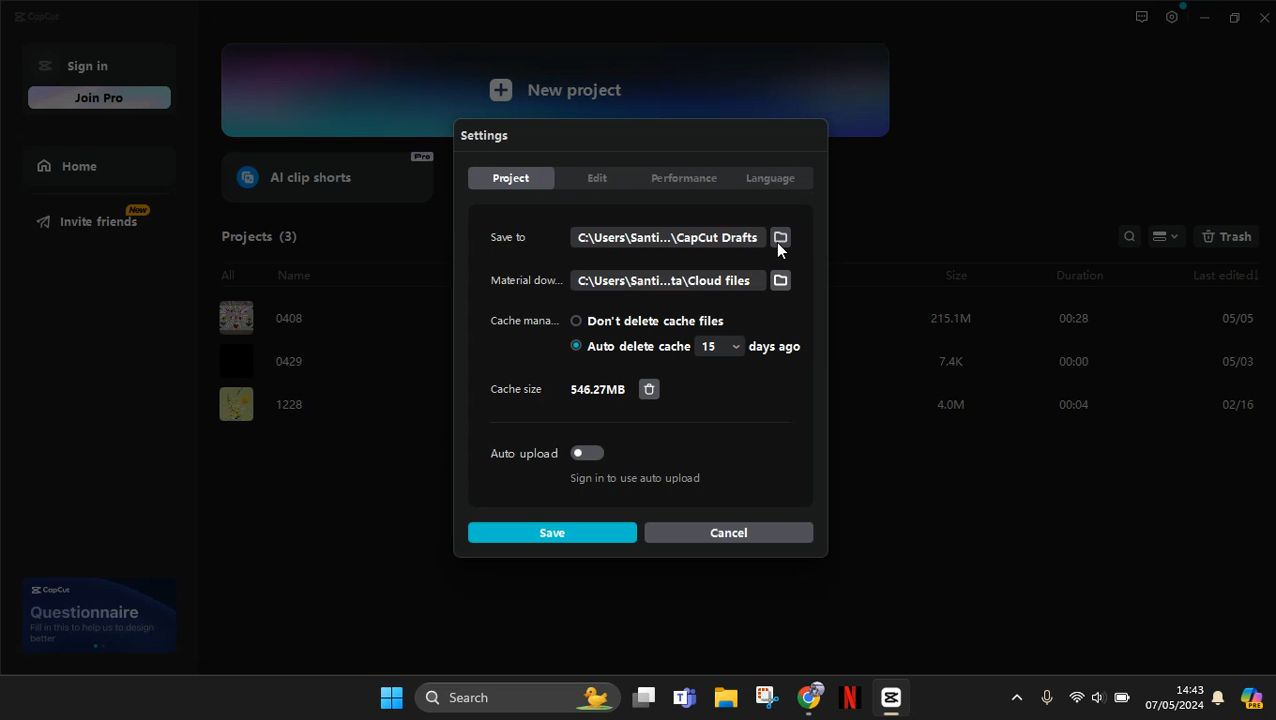 CapCut
Sign in
Join Pro
Home
Invite friends
New
New project
AI clip shorts
Pro
Projects (3)
Trash
All
Name
Size
Duration
Last edited↓
0408
215.1M
00:28
05/05
0429
7.4K
00:00
05/03
1228
4.0M
00:04
02/16
Settings
Project
Edit
Performance
Language
Save to
C:\Users\Santi...\CapCut Drafts
Material dow...
C:\Users\Santi...ta\Cloud files
Cache mana...
Don't delete cache files
Auto delete cache 15 days ago
Cache size
546.27MB
Auto upload
Sign in to use auto upload
Save
Cancel
CapCut
Questionnaire
Fill in this to help us to design
better
Search
14:43
07/05/2024
PRE